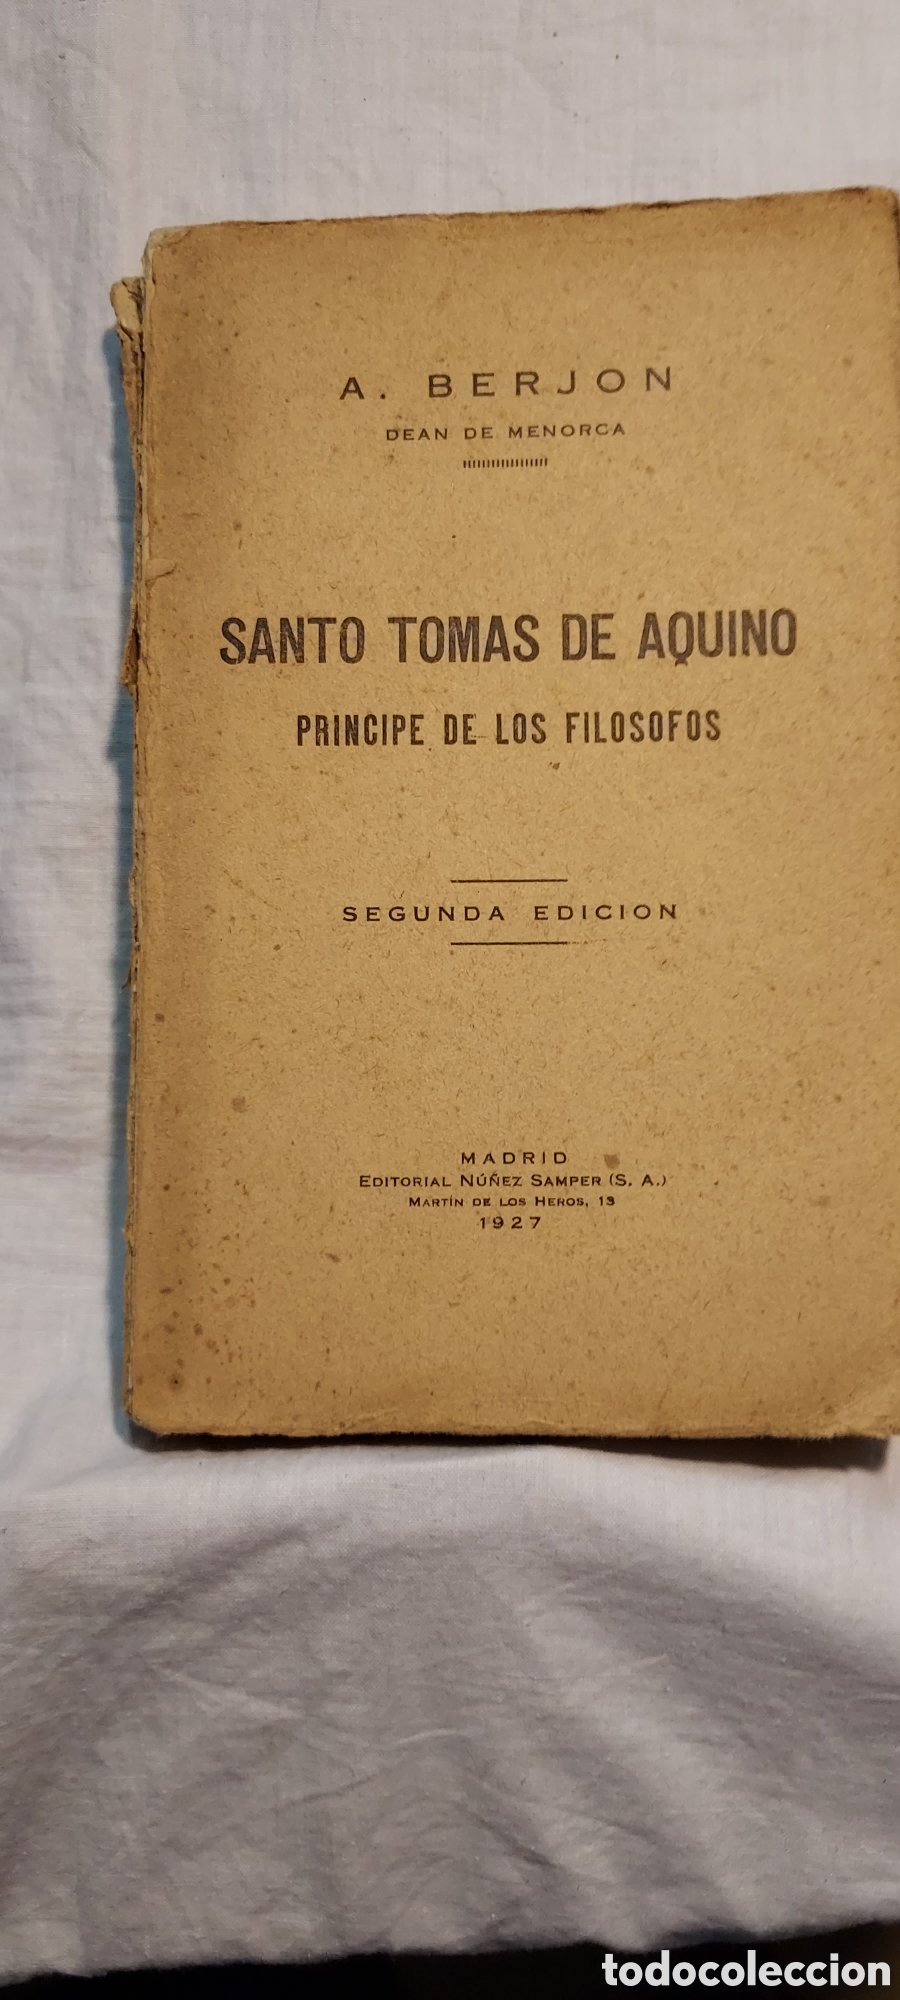 A. BERJON
DEAN DE MENORCA
SANTO TOMAS DE AQUINO
PRINCIPE DE LOS FILOSOFOS
SEGUNDA EDICION
MADRID
EDITORIAL NÚÑEZ SAMPER (S. A.)
MARTÍN DE LOS HEROS, 13
1927
todocoleccion